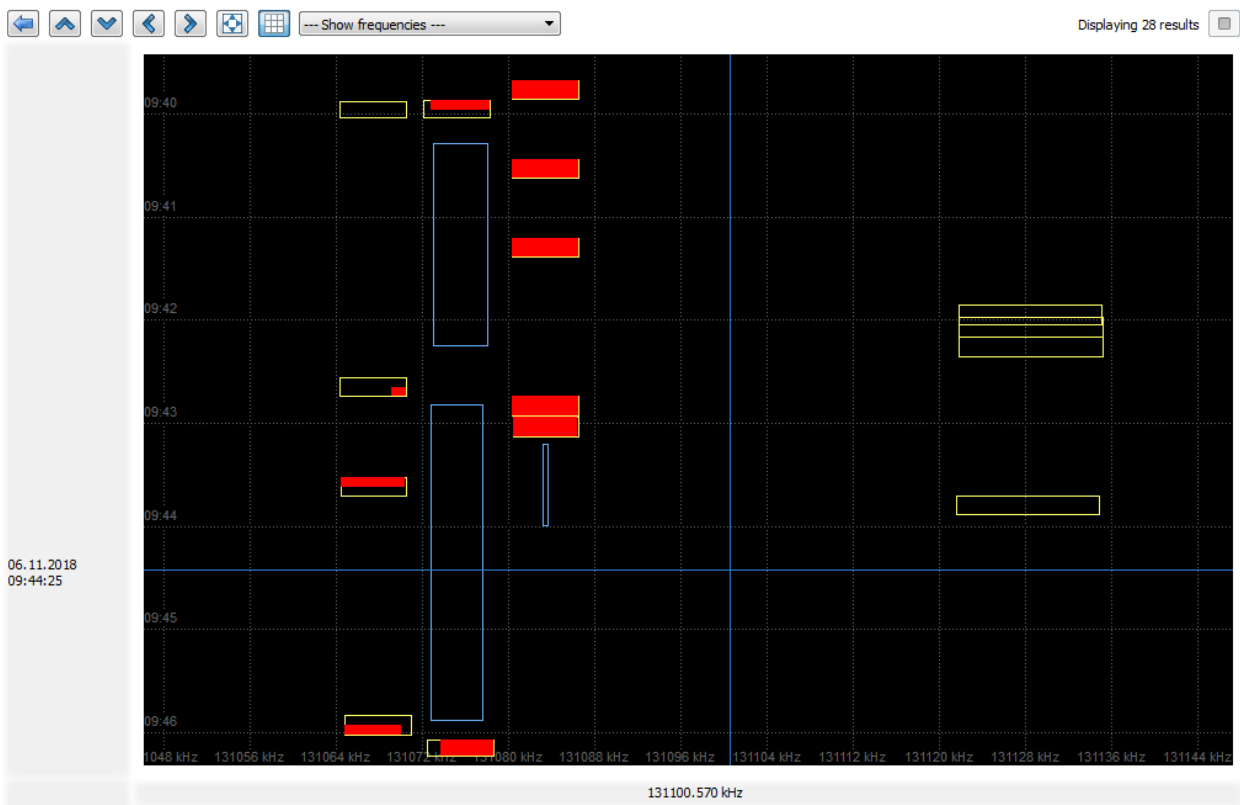 --- Show frequencies ---
Displaying 28 results
09:40
09:41
09:42
09:43
09:44
06.11.2018
09:44:25
09:45
09:46
1048 kHz 131056 kHz 131064 kHz 131072 kHz 131080 kHz 131088 kHz 131096 kHz 131104 kHz 131112 kHz 131120 kHz 131128 kHz 131136 kHz 131144 kHz
131100.570 kHz